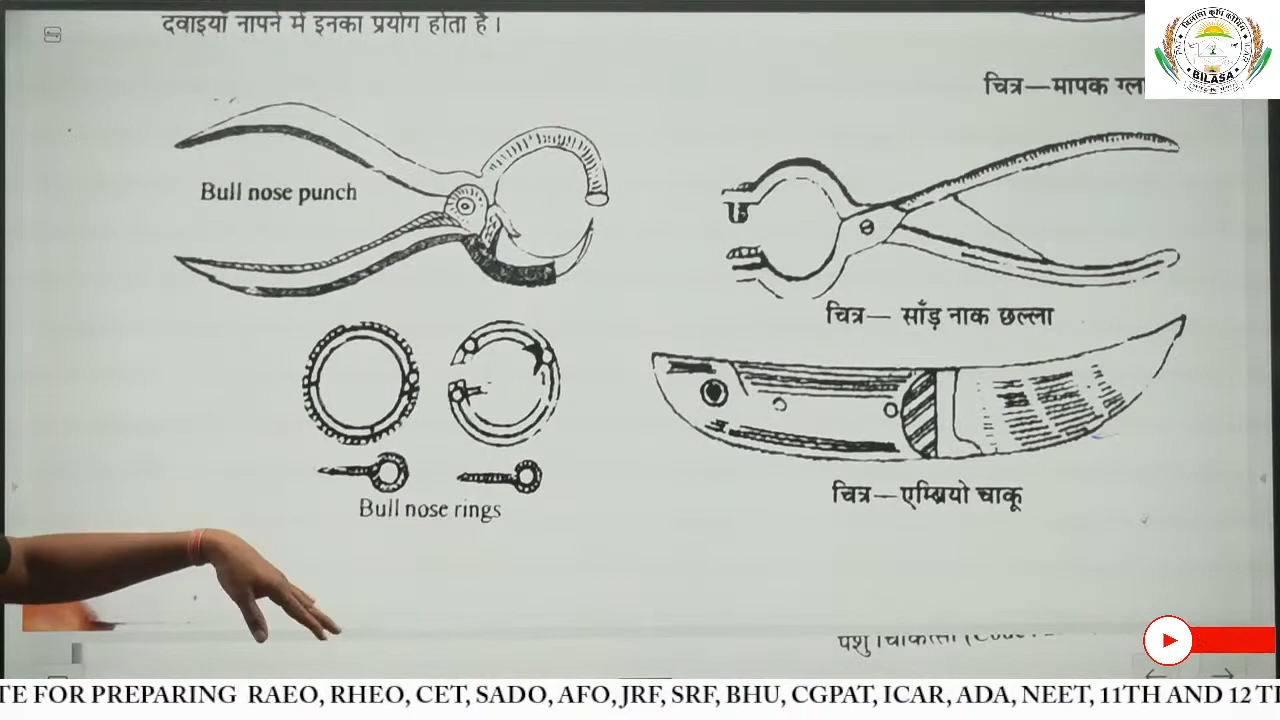 दवाइयाँ नापने में इनका प्रयोग होता है।
चित्र—मापक
BILASA
Bull nose punch
चित्र— साँड़ नाक छल्ला
Bull nose rings
चित्र—एम्ब्रियो चाकू
FOR PREPARING RAEO, RHEO, CET, SADO, AFO, JRF, SRF, BHU, CGPAT, ICAR, ADA, NEET, 11TH AND 12